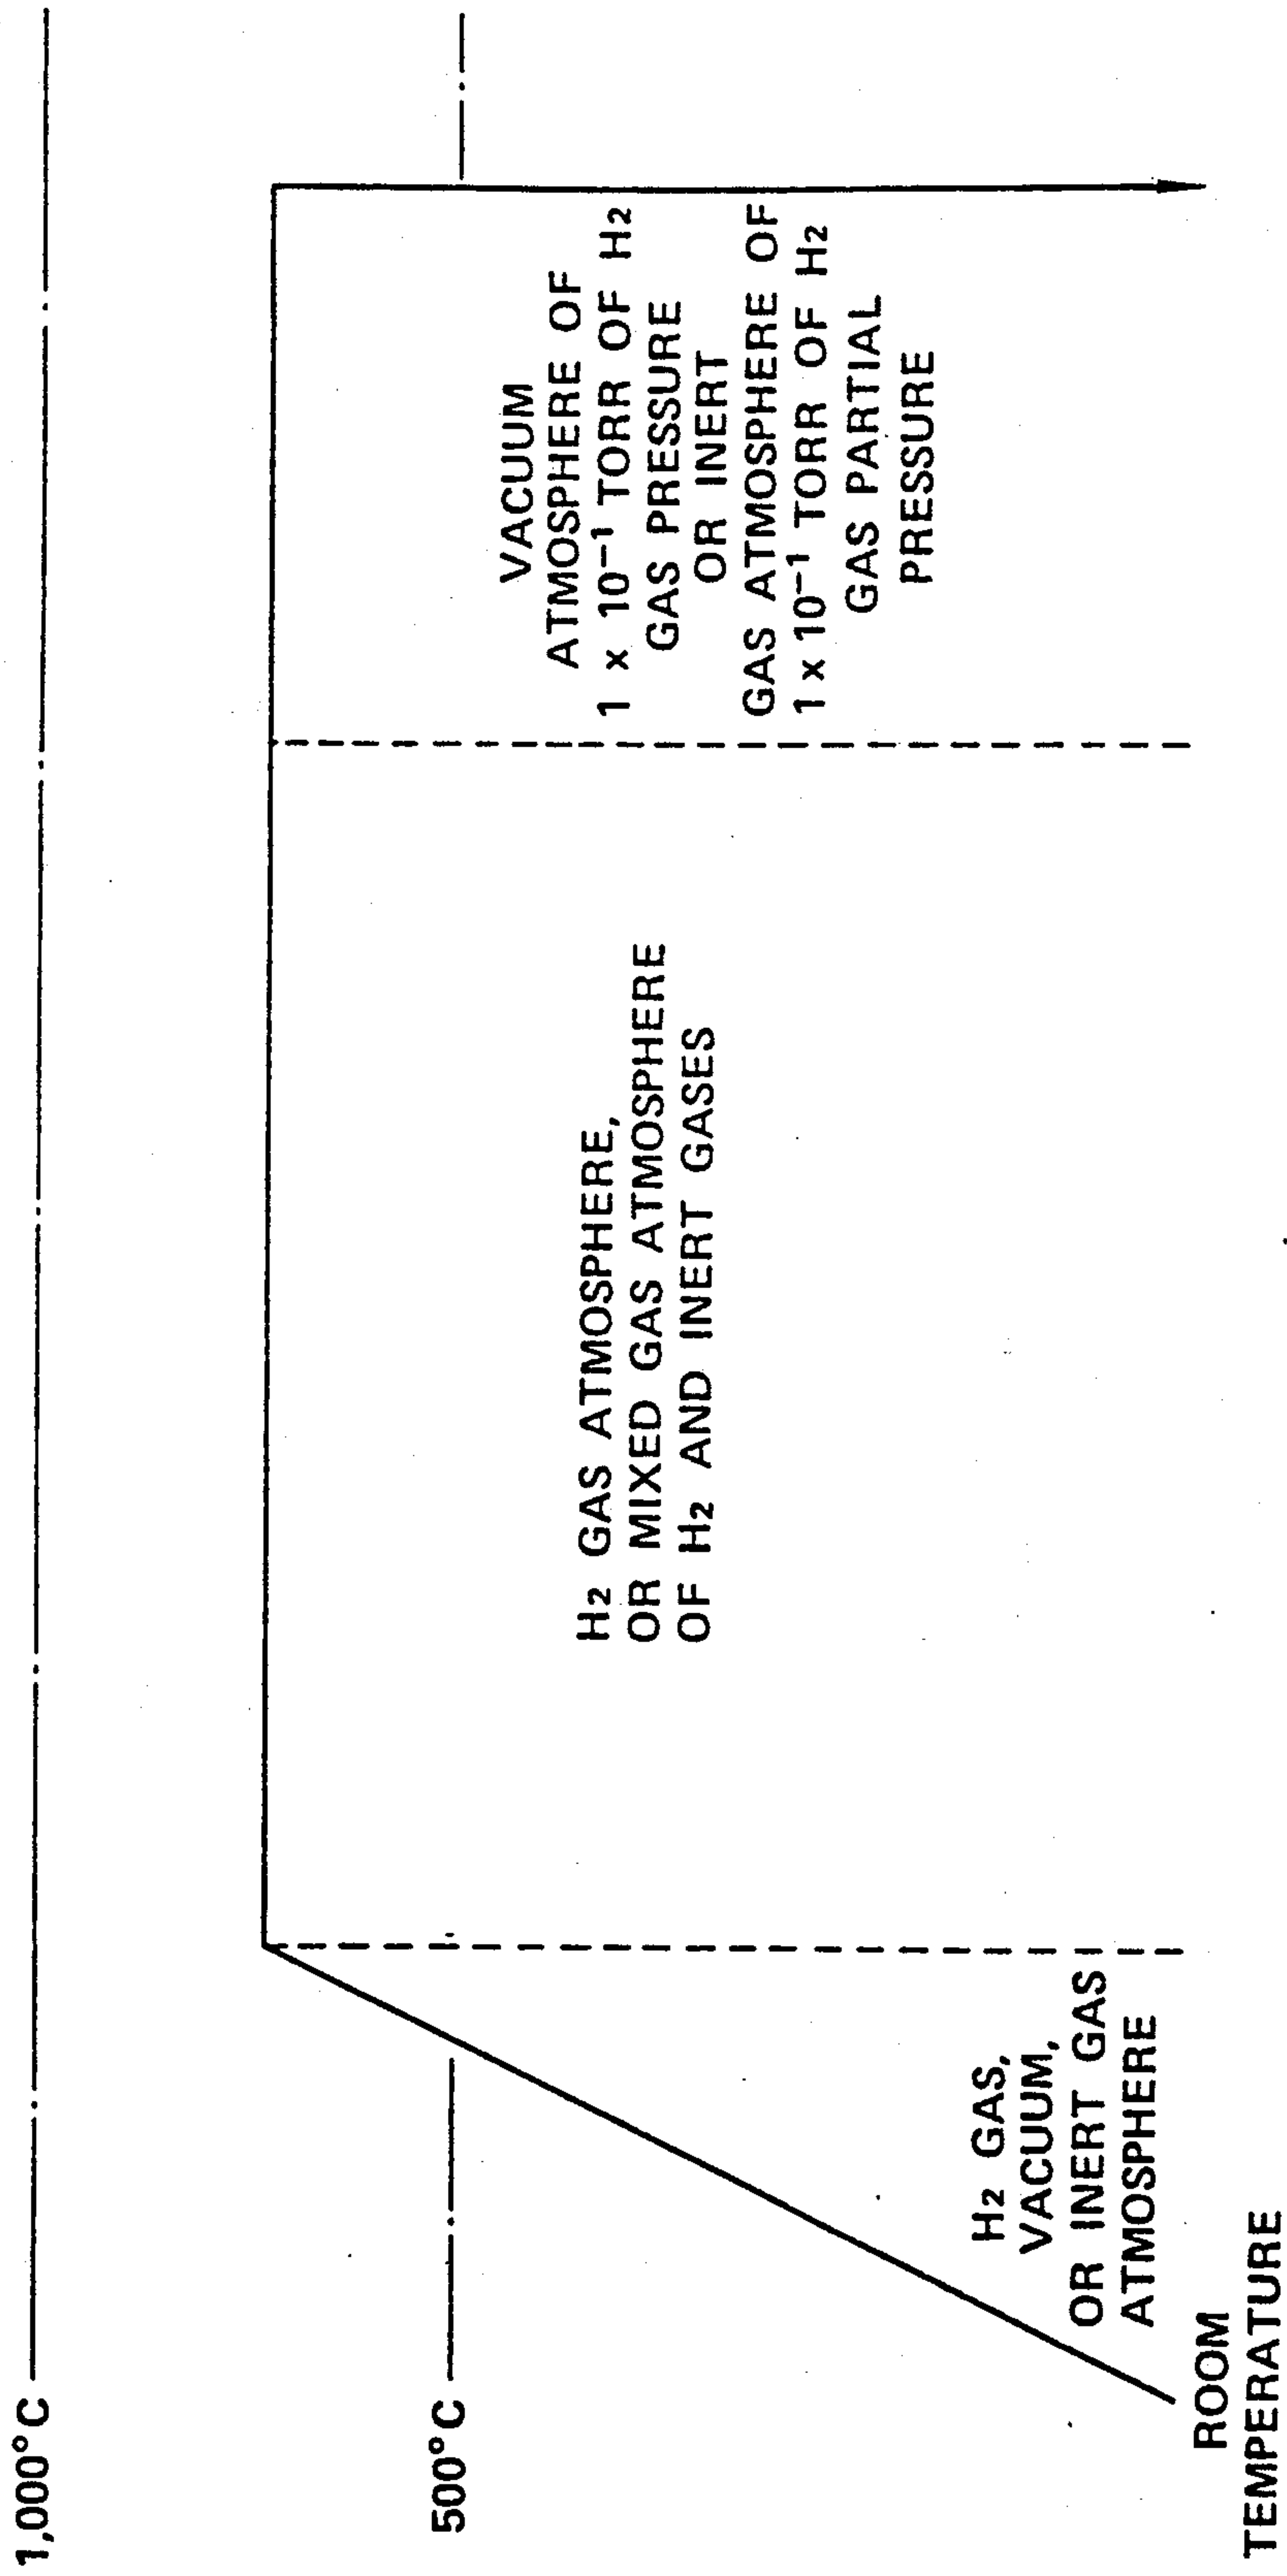 1,000°C
500°C
ROOM
TEMPERATURE
H2 GAS,
VACUUM,
OR INERT GAS
ATMOSPHERE
H2 GAS ATMOSPHERE,
OR MIXED GAS ATMOSPHERE
OF H2 AND INERT GASES
VACUUM
ATMOSPHERE OF
1 x 10⁻¹ TORR OF H2
GAS PRESSURE
OR INERT
GAS ATMOSPHERE OF
1 x 10⁻¹ TORR OF H2
GAS PARTIAL
PRESSURE